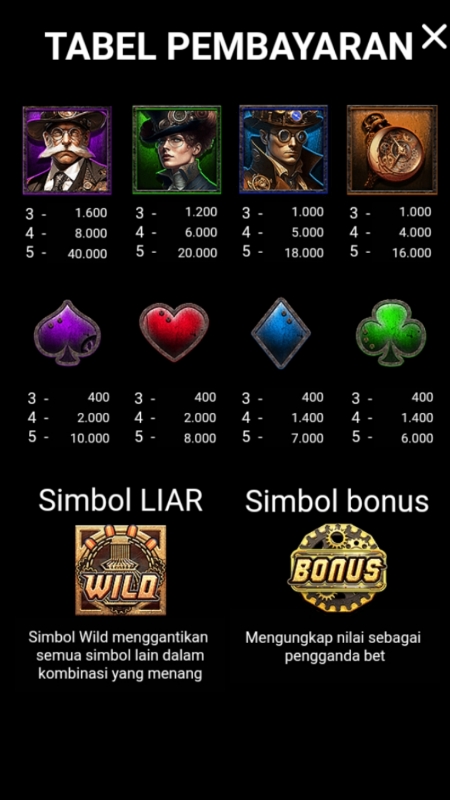 TABEL PEMBAYARAN
3 - 1.600
4 - 8.000
5 - 40.000
3 - 1.200
4 - 6.000
5 - 20.000
3 - 1.000
4 - 5.000
5 - 18.000
3 - 1.000
4 - 4.000
5 - 16.000
3 - 400
4 - 2.000
5 - 10.000
3 - 400
4 - 2.000
5 - 8.000
3 - 400
4 - 1.400
5 - 7.000
3 - 400
4 - 1.400
5 - 6.000
Simbol LIAR
WILD
Simbol Wild menggantikan
semua simbol lain dalam
kombinasi yang menang
Simbol bonus
BONUS
Mengungkap nilai sebagai
pengganda bet